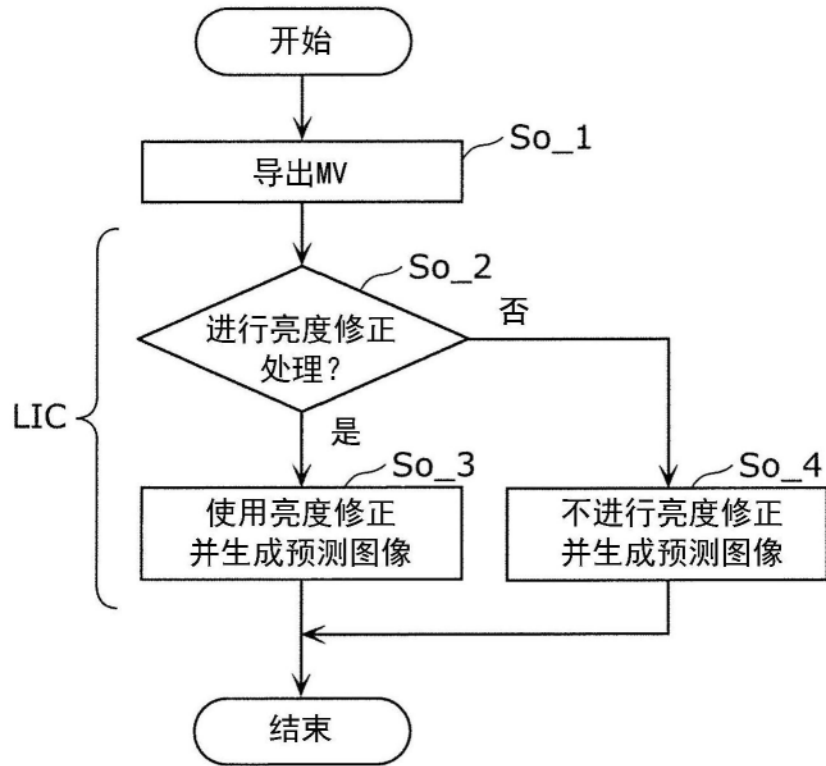 开始
So_1
导出MV
So_2
进行亮度修正
处理?
否
LIC
是
So_3
使用亮度修正
并生成预测图像
So_4
不进行亮度修正
并生成预测图像
结束